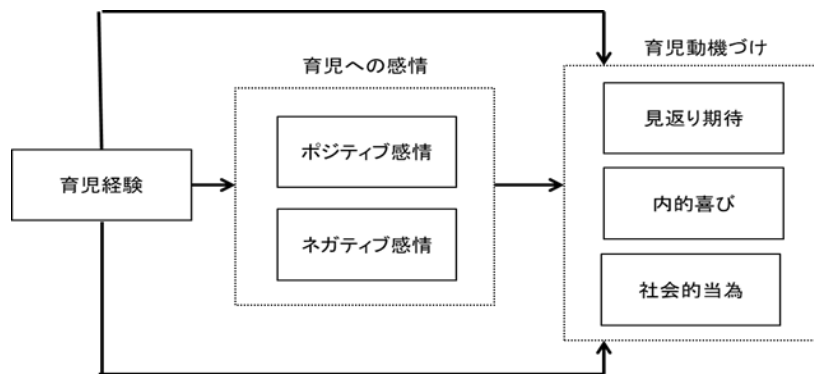 育児動機づけ
育児への感情
見返り期待
ポジティブ感情
育児経験
内的喜び
ネガティブ感情
社会的当為